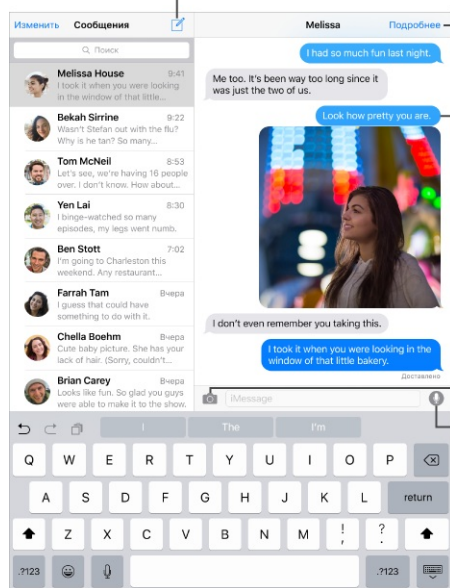 Изменить
Сообщения
Поиск
Melissa House 9:41
I took it when you were looking
in the window of that little...
Bekah Sirrine 9:22
Wasn't Stefan out with the flu?
Why is he tan? So many...
Tom McNeil 8:53
Let's see, we're having 16 people
over. I don't know. How about...
Yen Lai 8:30
I binge-watched so many
episodes, my legs went numb.
Ben Stott 7:02
I'm going to Charleston this
weekend. Any restaurant...
Farrah Tam Вчера
I guess that could have
something to do with it.
Chella Boehm Вчера
Cute baby picture. She has your
lack of hair. (Sorry, couldn't...
Brian Carey Вчера
Looks like fun. So glad you guys
were able to make it to the show.
Melissa
Подробнее
I had so much fun last night.
Me too. It's been way too long since it
was just the two of us.
Look how pretty you are.
I don't even remember you taking this.
I took it when you were looking in the
window of that little bakery.
Доставлено
iMessage
I The I'm
Q W E R T Y U I O P
A S D F G H J K L return
Z X C V B N M ! , ? .
.?123 .?123